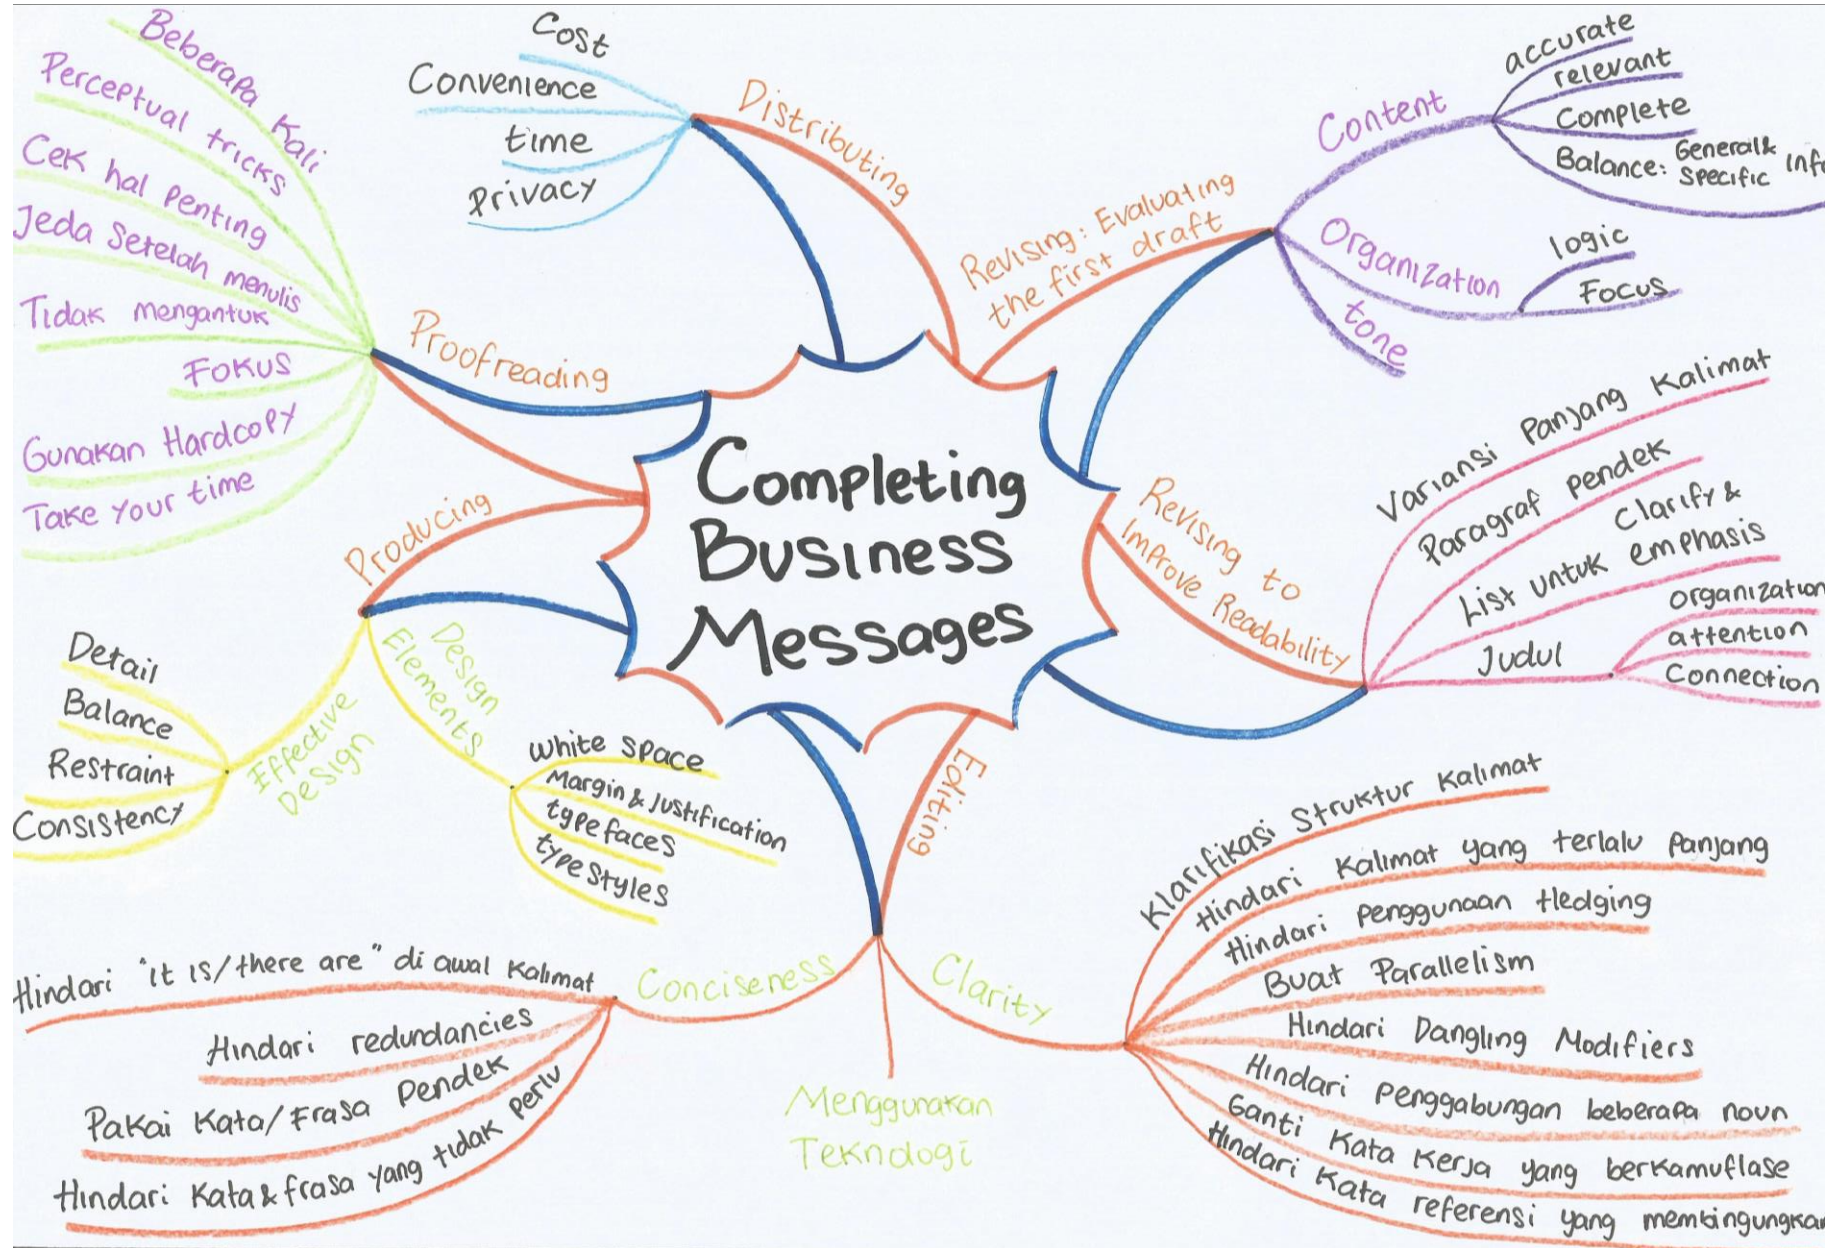 Completing
Business
Messages
Distributing
Cost
Convenience
time
Privacy
Revising: Evaluating
the first draft
Content
accurate
relevant
Complete
Balance: General &
Specific Info
Organization
logic
Focus
tone
Revising to
Improve Readability
Variansi Panjang Kalimat
Paragraf pendek
Clarify &
List untuk emphasis
Judul
organization
attention
Connection
Editing
Clarity
Klarifikasi Struktur Kalimat
Hindari Kalimat yang terlalu panjang
Hindari penggunaan Hedging
Buat Parallelism
Hindari Dangling Modifiers
Hindari penggabungan beberapa noun
Ganti Kata Kerja yang berkamuflase
Hindari Kata referensi yang membingungkan
Menggunakan
Teknologi
Conciseness
Hindari "it is/there are" di awal Kalimat
Hindari redundancies
Pakai Kata/Frasa Pendek
Hindari Kata & frasa yang tidak perlu
Producing
Design
Elements
white space
Margin & Justification
typefaces
type styles
Effective
Design
Detail
Balance
Restraint
Consistency
Proofreading
Beberapa Kali
Perceptual tricks
Cek hal penting
Jeda Setelah menulis
Tidak mengantuk
Fokus
Gunakan Hardcopy
Take your time